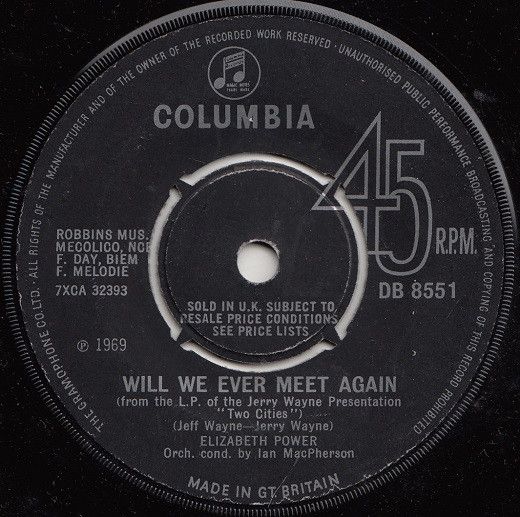 THE GRAMOPHONE CO. LTD. · ALL RIGHTS OF THE MANUFACTURER AND OF THE OWNER OF THE RECORDED WORK RESERVED · UNAUTHORISED PUBLIC PERFORMANCE BROADCASTING AND COPYING OF THIS RECORD PROHIBITED
MAGIC NOTES
TRADE MARK
COLUMBIA
45
R.P.M.
ROBBINS MUS.
MECOLICO, NCB
F. DAY, BIEM
F. MELODIE
7XCA 32393
DB 8551
SOLD IN U.K. SUBJECT TO
RESALE PRICE CONDITIONS
SEE PRICE LISTS
Ⓟ 1969
WILL WE EVER MEET AGAIN
(from the L.P. of the Jerry Wayne Presentation
"Two Cities")
(Jeff Wayne—Jerry Wayne)
ELIZABETH POWER
Orch. cond. by Ian MacPherson
MADE IN GT. BRITAIN